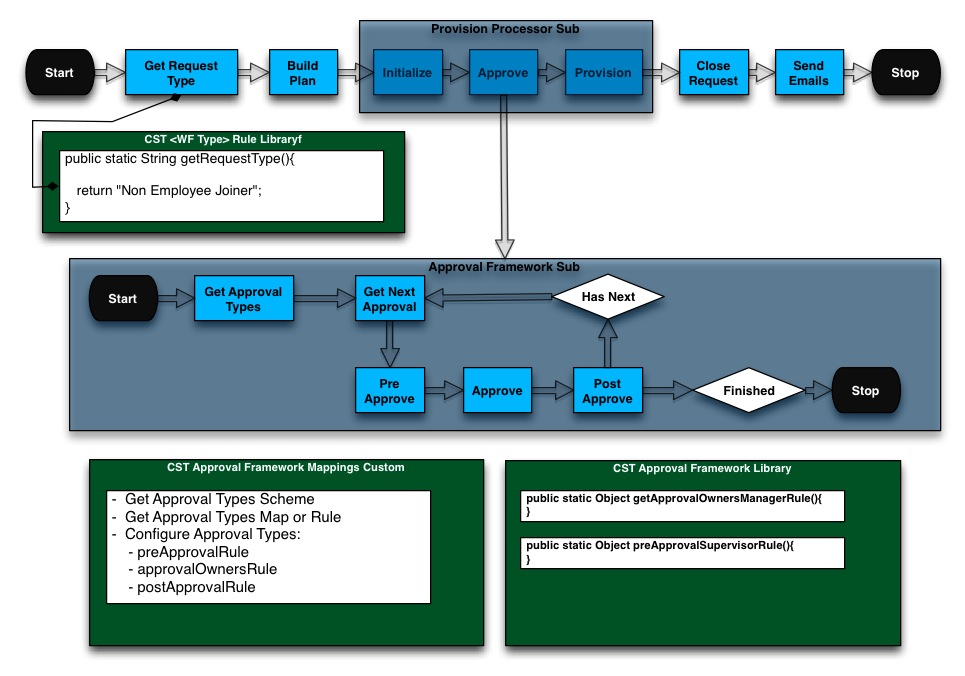 Provision Processor Sub
Start
Get Request
Type
Build
Plan
Initialize
Approve
Provision
Close
Request
Send
Emails
Stop
CST <WF Type> Rule Libraryf
public static String getRequestType(){
return "Non Employee Joiner";
}
Approval Framework Sub
Start
Get Approval
Types
Get Next
Approval
Has Next
Pre
Approve
Approve
Post
Approve
Finished
Stop
CST Approval Framework Mappings Custom
- Get Approval Types Scheme
- Get Approval Types Map or Rule
- Configure Approval Types:
- preApprovalRule
- approvalOwnersRule
- postApprovalRule
CST Approval Framework Library
public static Object getApprovalOwnersManagerRule(){
}
public static Object preApprovalSupervisorRule(){
}